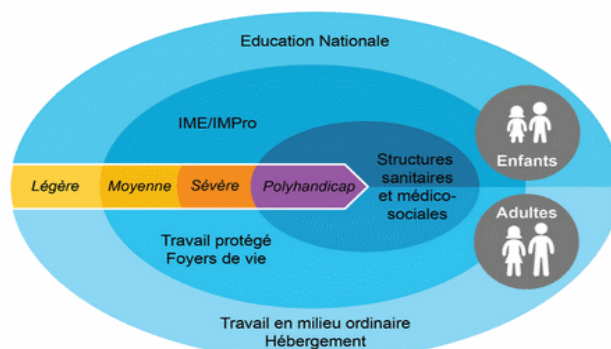 Education Nationale
IME/IMPro
Enfants
Légère
Moyenne
Sévère
Polyhandicap
Structures
sanitaires
et médico-
sociales
Adultes
Travail protégé
Foyers de vie
Travail en milieu ordinaire
Hébergement